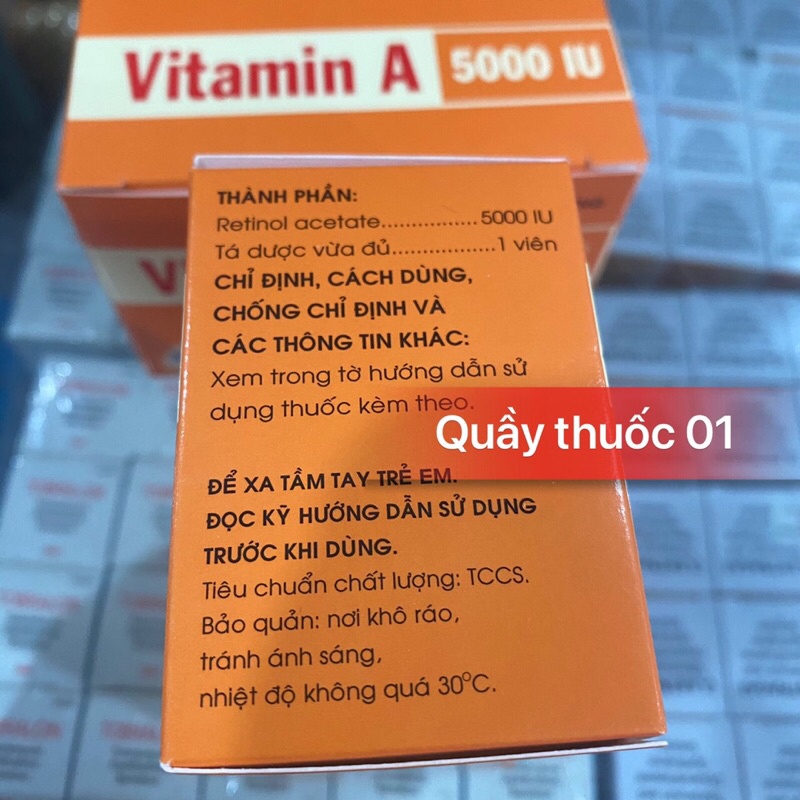 Vitamin A 5000 IU
THÀNH PHẦN:
Retinol acetate................5000 IU
Tá dược vừa đủ.................1 viên
CHỈ ĐỊNH, CÁCH DÙNG,
CHỐNG CHỈ ĐỊNH VÀ
CÁC THÔNG TIN KHÁC:
Xem trong tờ hướng dẫn sử
dụng thuốc kèm theo.
Quầy thuốc 01
ĐỂ XA TẦM TAY TRẺ EM.
ĐỌC KỸ HƯỚNG DẪN SỬ DỤNG
TRƯỚC KHI DÙNG.
Tiêu chuẩn chất lượng: TCCS.
Bảo quản: nơi khô ráo,
tránh ánh sáng,
nhiệt độ không quá 30°C.